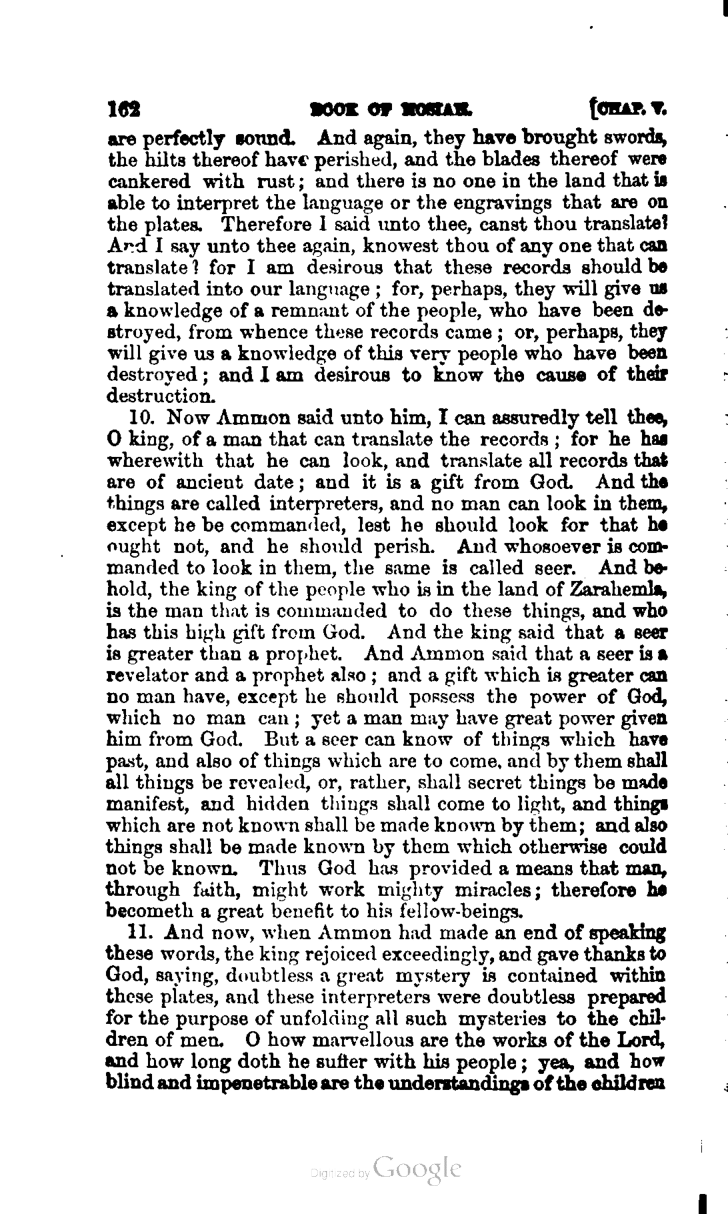 162 BOOK OF MOSIAH. [CHAP. V.
are perfectly sound. And again, they have brought swords,
the hilts thereof have perished, and the blades thereof were
cankered with rust; and there is no one in the land that is
able to interpret the language or the engravings that are on
the plates. Therefore I said unto thee, canst thou translate?
And I say unto thee again, knowest thou of any one that can
translate? for I am desirous that these records should be
translated into our language; for, perhaps, they will give us
a knowledge of a remnant of the people, who have been de-
stroyed, from whence these records came; or, perhaps, they
will give us a knowledge of this very people who have been
destroyed; and I am desirous to know the cause of their
destruction.
10. Now Ammon said unto him, I can assuredly tell thee,
O king, of a man that can translate the records; for he has
wherewith that he can look, and translate all records that
are of ancient date; and it is a gift from God. And the
things are called interpreters, and no man can look in them,
except he be commanded, lest he should look for that he
ought not, and he should perish. And whosoever is com-
manded to look in them, the same is called seer. And be-
hold, the king of the people who is in the land of Zarahemla,
is the man that is commanded to do these things, and who
has this high gift from God. And the king said that a seer
is greater than a prophet. And Ammon said that a seer is a
revelator and a prophet also; and a gift which is greater can
no man have, except he should possess the power of God,
which no man can; yet a man may have great power given
him from God. But a seer can know of things which have
past, and also of things which are to come, and by them shall
all things be revealed, or, rather, shall secret things be made
manifest, and hidden things shall come to light, and things
which are not known shall be made known by them; and also
things shall be made known by them which otherwise could
not be known. Thus God has provided a means that man,
through faith, might work mighty miracles; therefore he
becometh a great benefit to his fellow-beings.
11. And now, when Ammon had made an end of speaking
these words, the king rejoiced exceedingly, and gave thanks to
God, saying, doubtless a great mystery is contained within
these plates, and these interpreters were doubtless prepared
for the purpose of unfolding all such mysteries to the chil-
dren of men. O how marvellous are the works of the Lord,
and how long doth he suffer with his people; yea, and how
blind and impenetrable are the understandings of the children
Digitized by Google